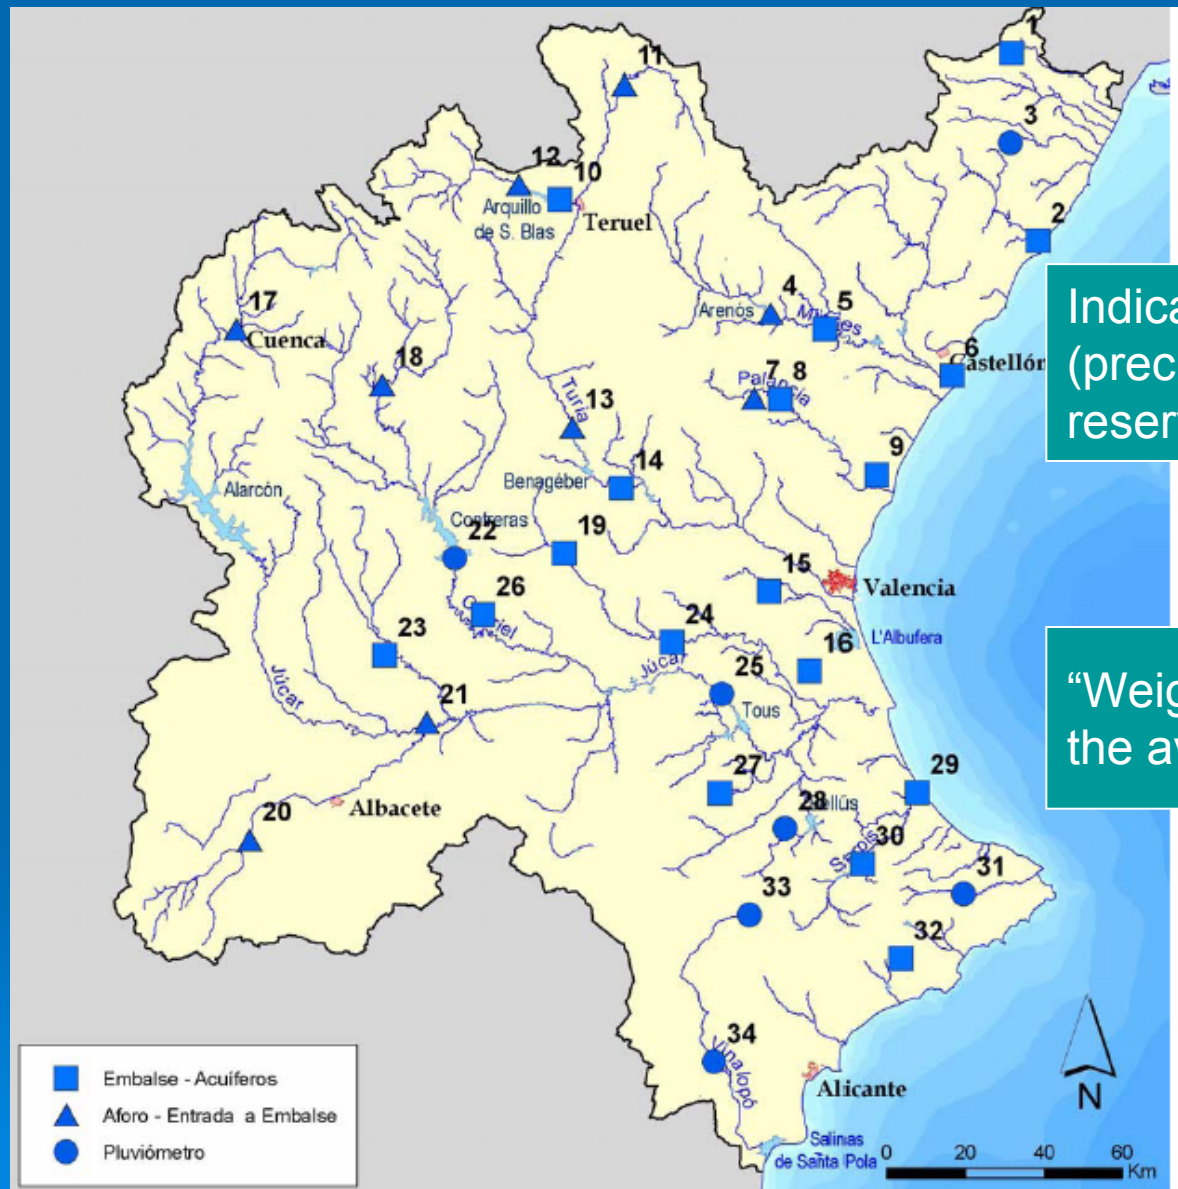 1
11
3
12
10
Arquillo
de S. Blas
Teruel
2
4
5
Arenós
Mijares
17
Cuenca
6
Castellón
18
7
8
Palancia
Turia
13
9
14
Benagéber
Alarcón
Contreras
22
19
15
Valencia
26
Cabriel
24
16
L'Albufera
23
Júcar
25
Júcar
21
Tous
27
29
28
Bellús
20
Albacete
30
Serpis
31
33
32
34
Vinalopó
Alicante
Salinas
de Santa Pola
N
0 20 40 60
Km
Embalse - Acuíferos
Aforo - Entrada a Embalse
Pluviómetro
Indica
(prec
reser
“Weig
the av